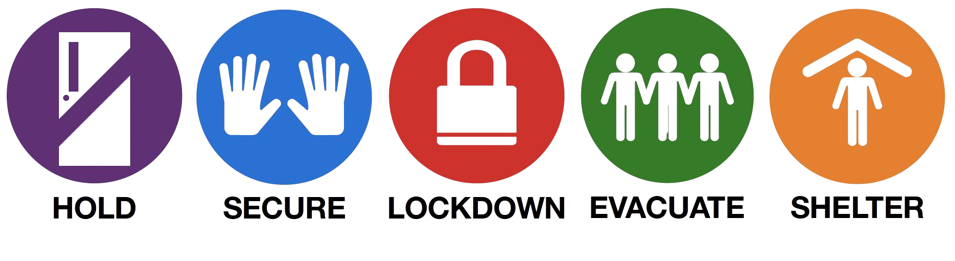 HOLD
SECURE
LOCKDOWN
EVACUATE
SHELTER